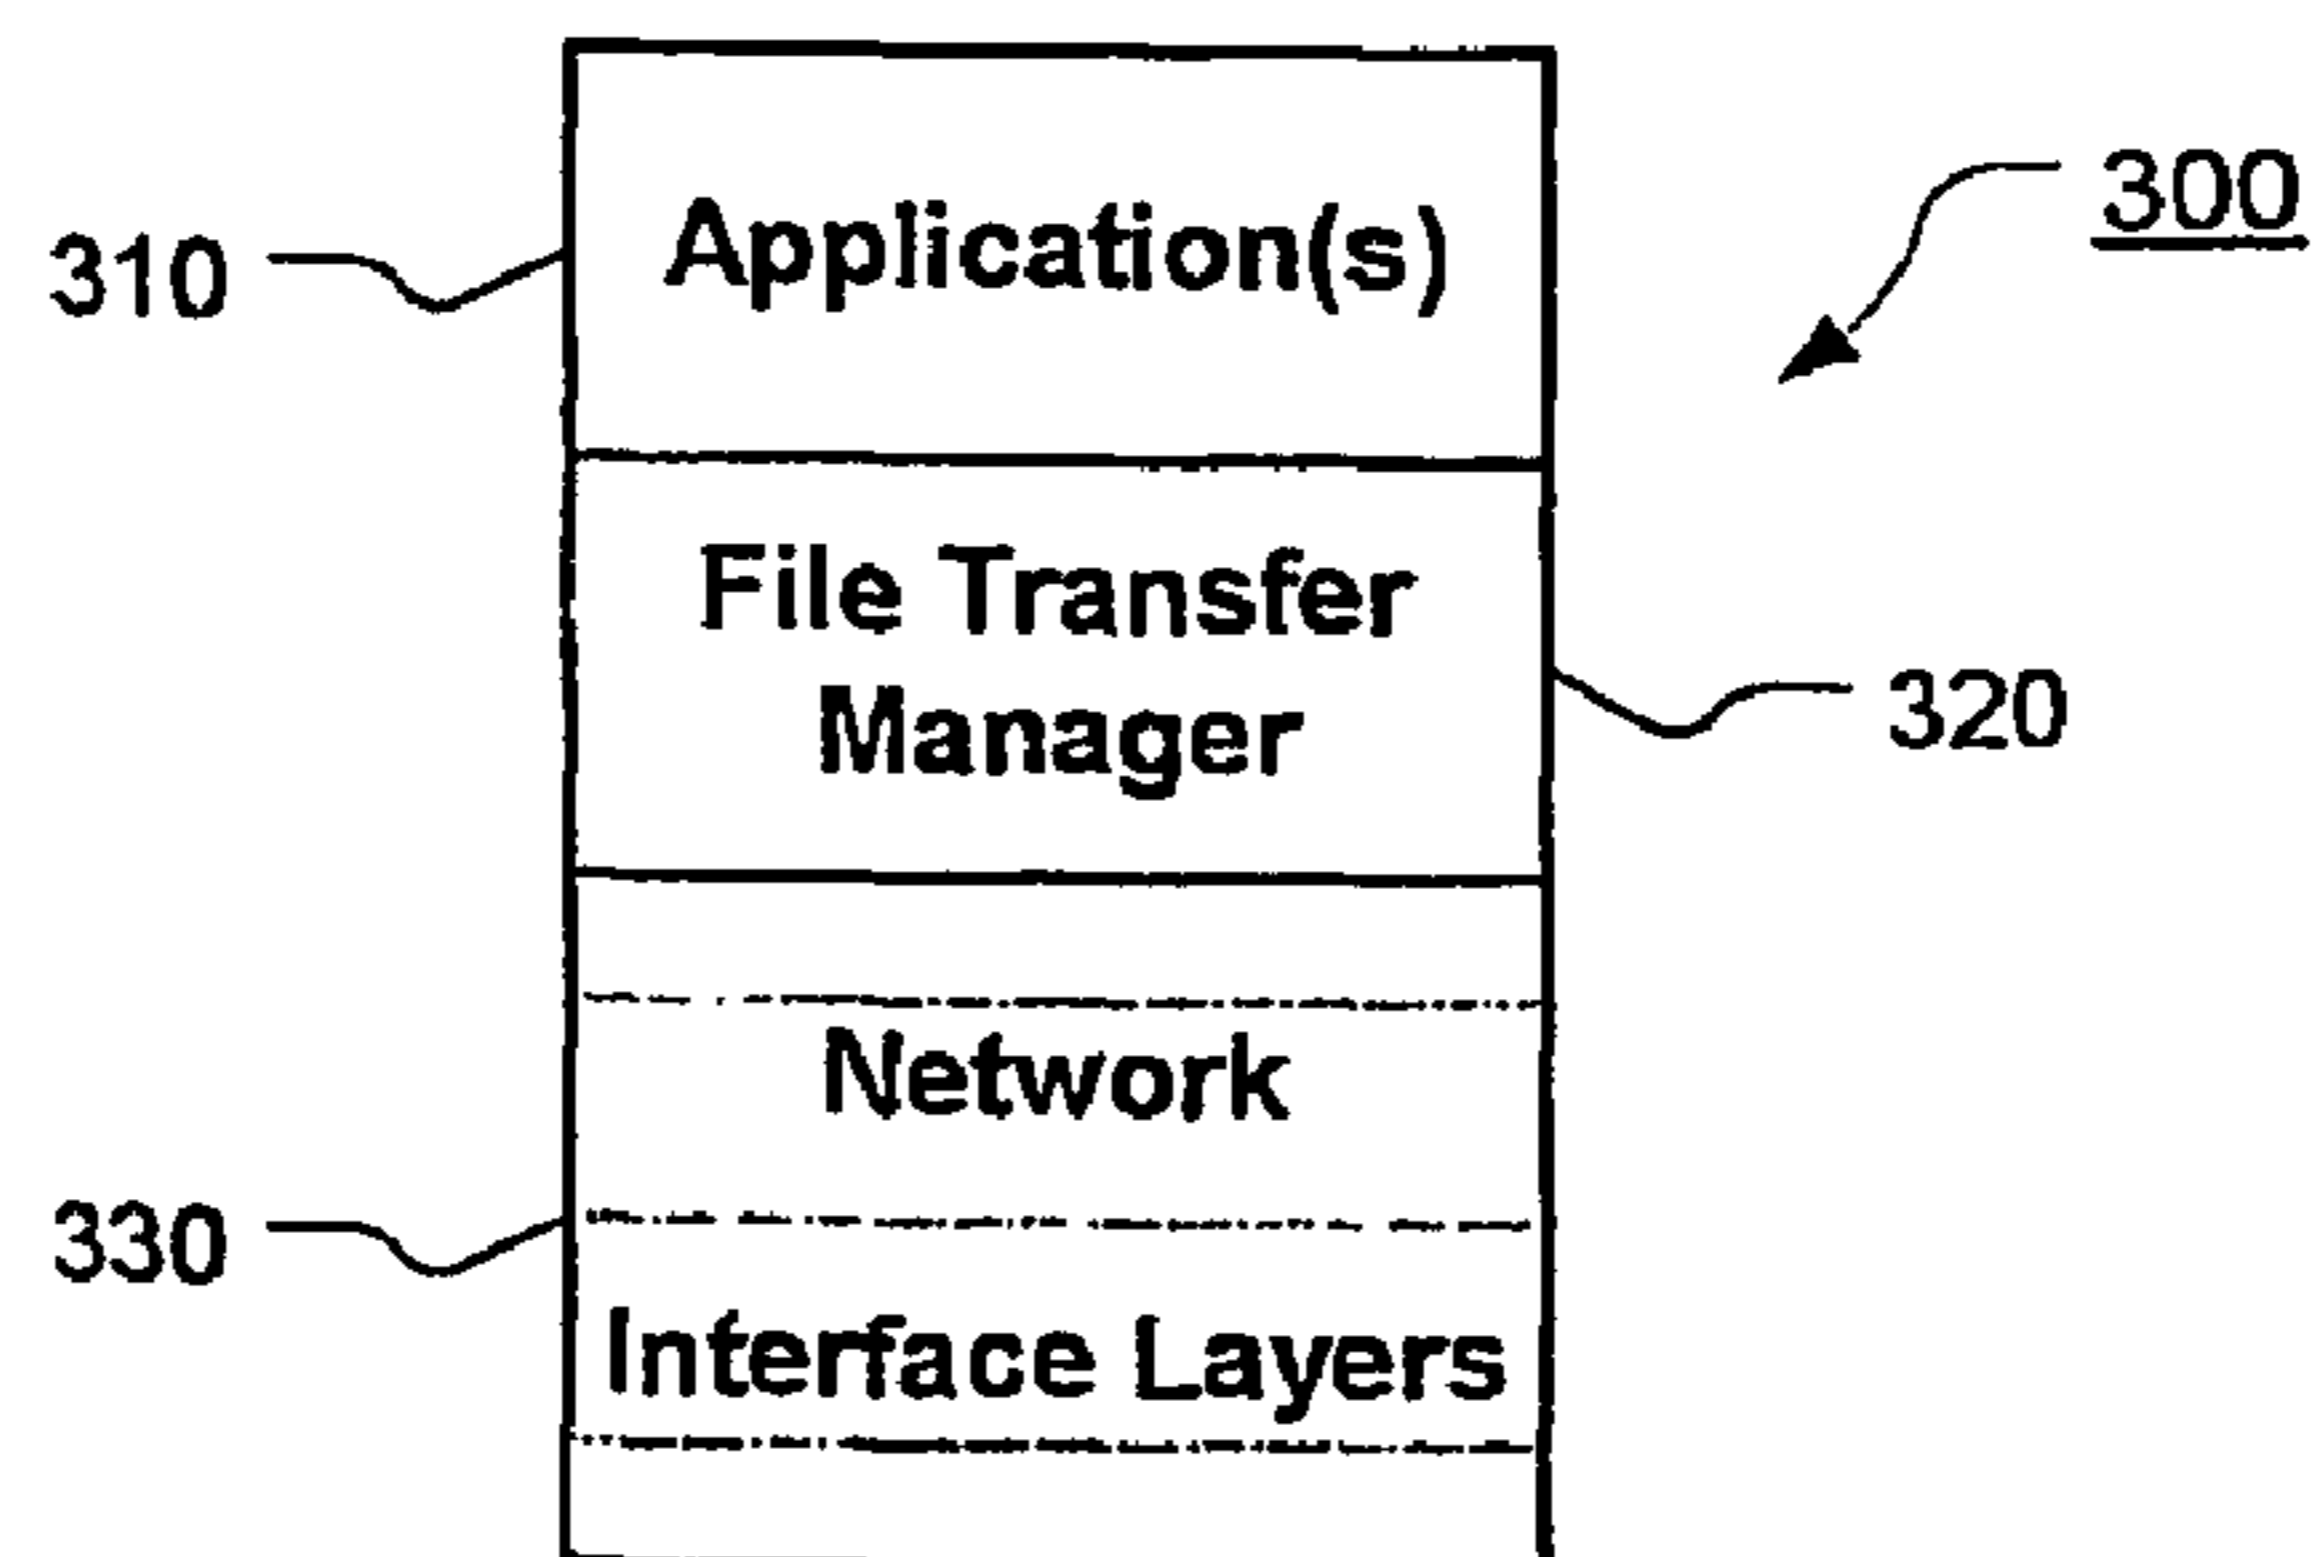 300
310
Application(s)
File Transfer
Manager
320
Network
330
Interface Layers